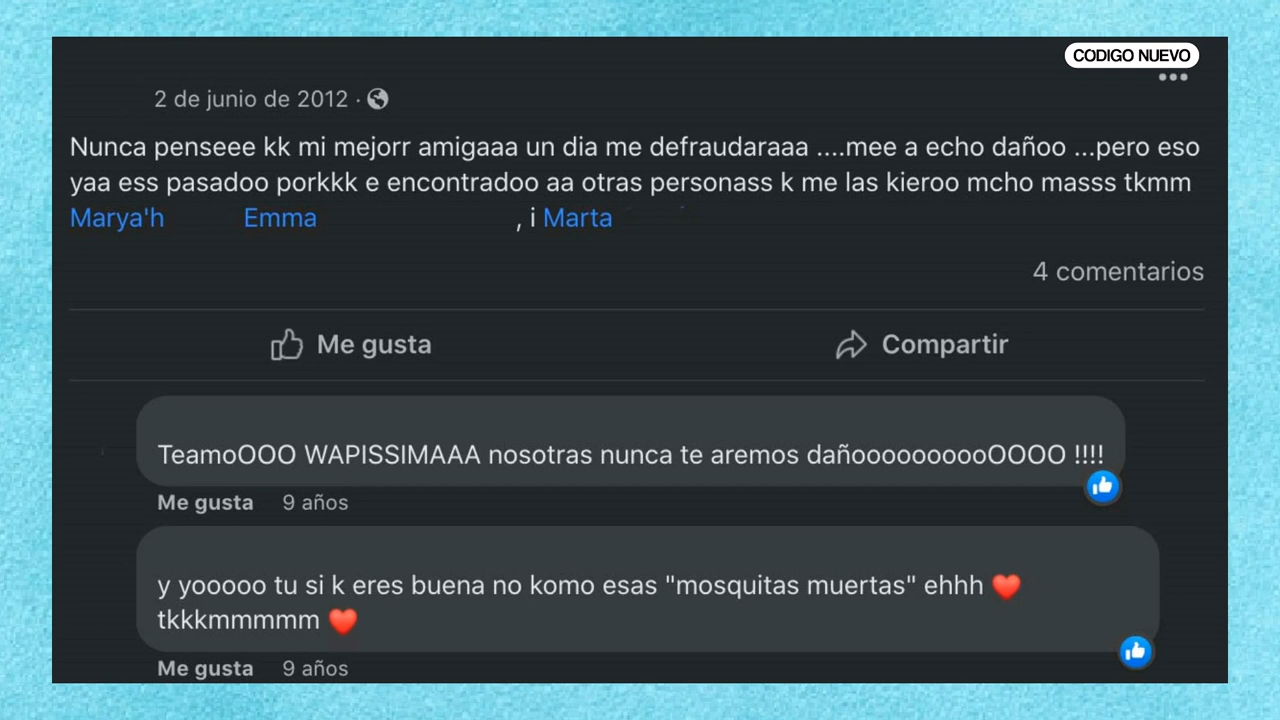 CODIGO NUEVO
2 de junio de 2012 ·
Nunca penseee kk mi mejorr amigaaa un dia me defraudaraaa ....mee a echo dañoo ...pero eso
yaa ess pasadoo porkkk e encontradoo aa otras personass k me las kieroo mcho masss tkmm
Marya'h Emma , i Marta
4 comentarios
Me gusta Compartir
TeamoOOO WAPISSIMAAA nosotras nunca te aremos dañooooooooooOOOO !!!!
Me gusta 9 años
y yooooo tu si k eres buena no komo esas "mosquitas muertas" ehhh ❤️
tkkkmmmmm ❤️
Me gusta 9 años